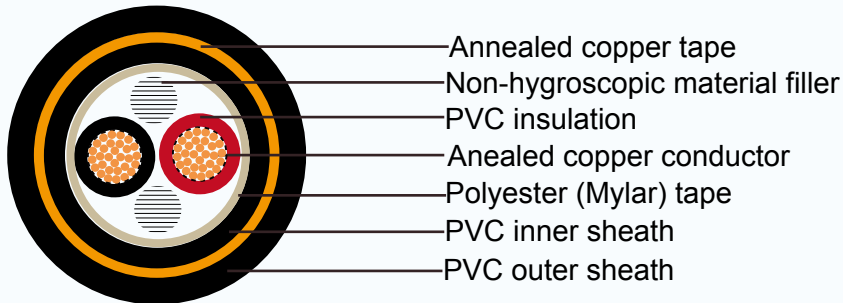 Annealed copper tape
Non-hygroscopic material filler
PVC insulation
Anealed copper conductor
Polyester (Mylar) tape
PVC inner sheath
PVC outer sheath